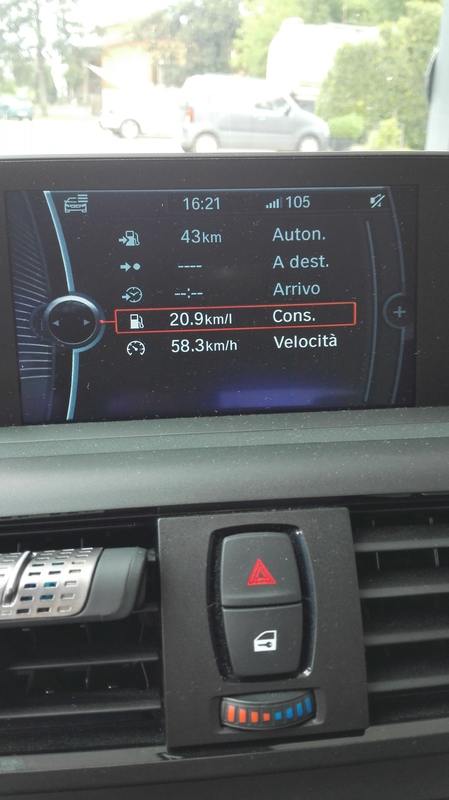 16:21 105
43km Auton.
---- A dest.
--:-- Arrivo
20.9km/l Cons.
58.3km/h Velocità
+